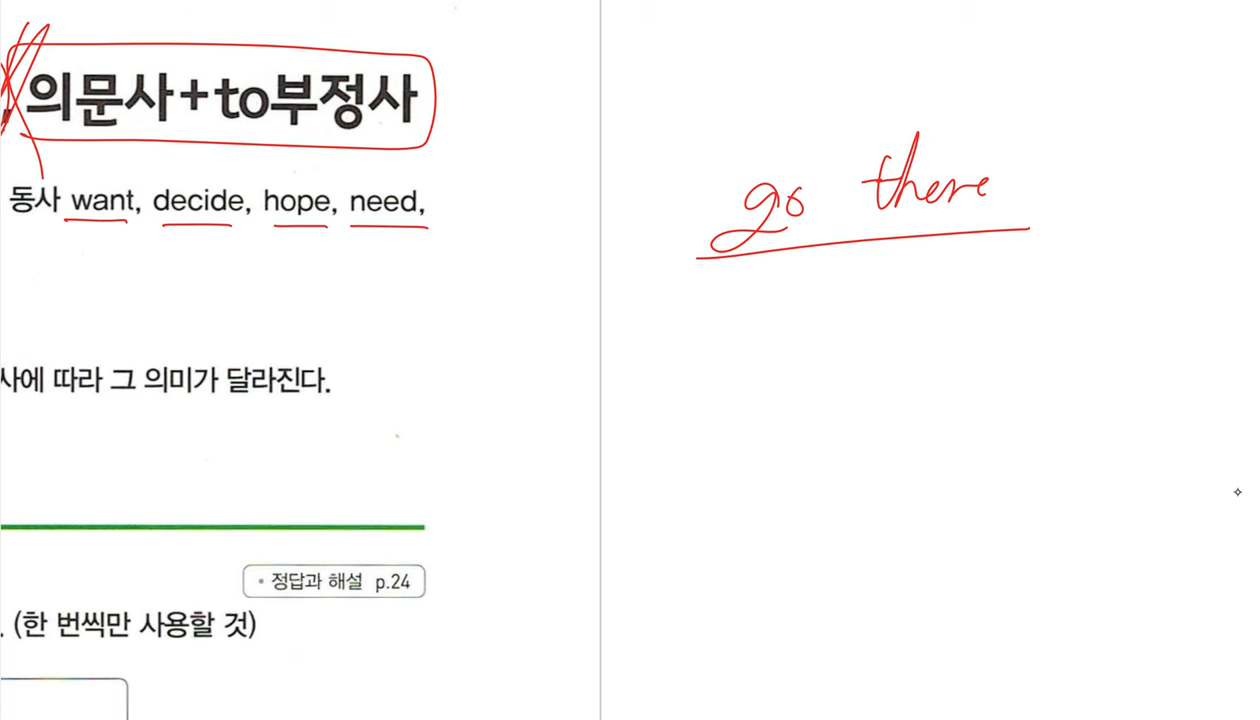 의문사+to부정사
동사 want, decide, hope, need,
사에 따라 그 의미가 달라진다.
• 정답과 해설 p.24
. (한 번씩만 사용할 것)
go there